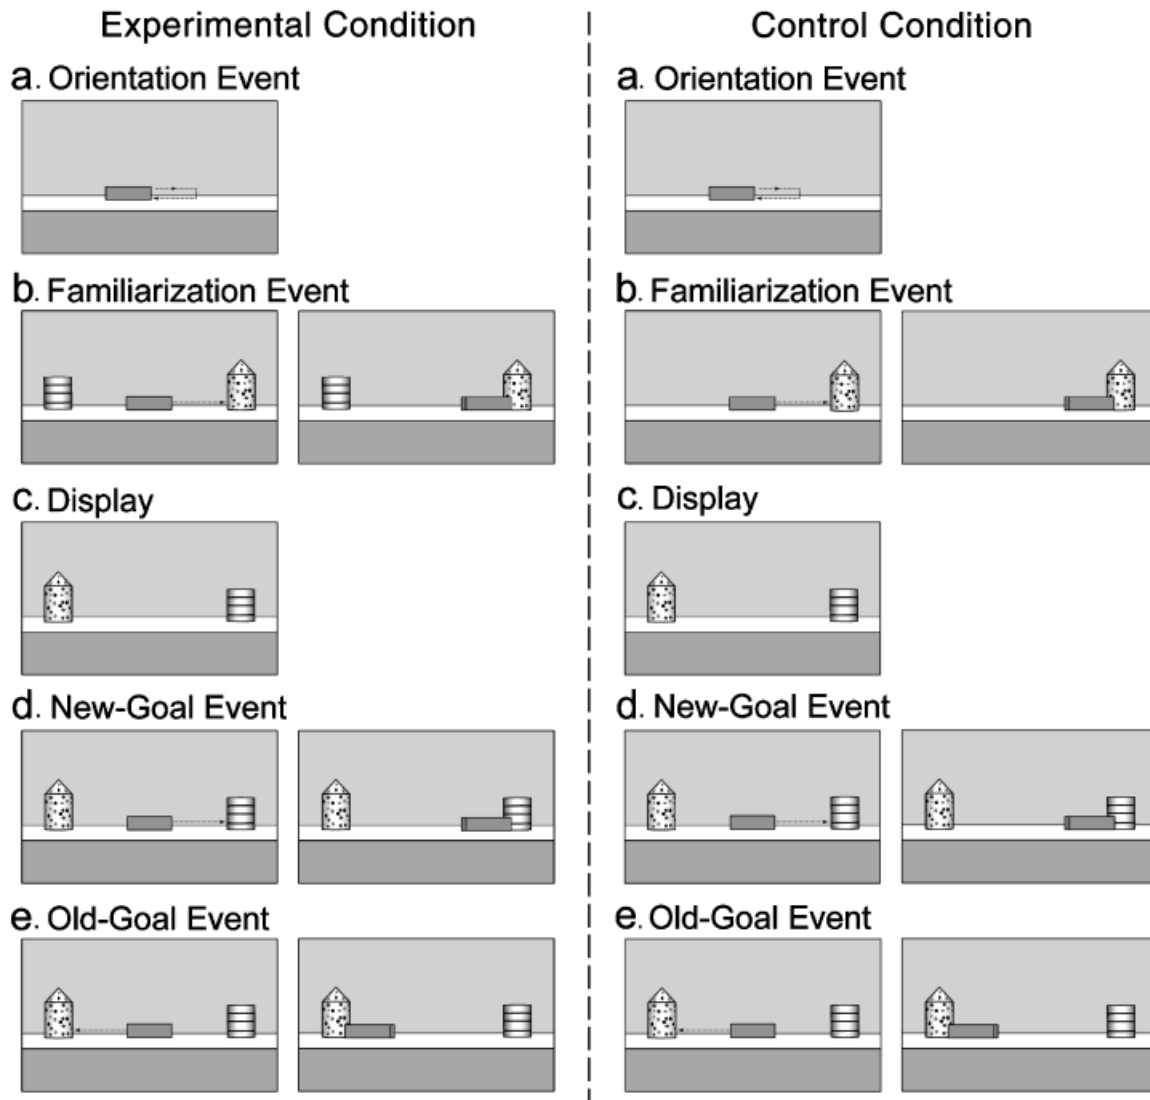 Experimental Condition
a. Orientation Event
b. Familiarization Event
c. Display
d. New-Goal Event
e. Old-Goal Event
Control Condition
a. Orientation Event
b. Familiarization Event
c. Display
d. New-Goal Event
e. Old-Goal Event